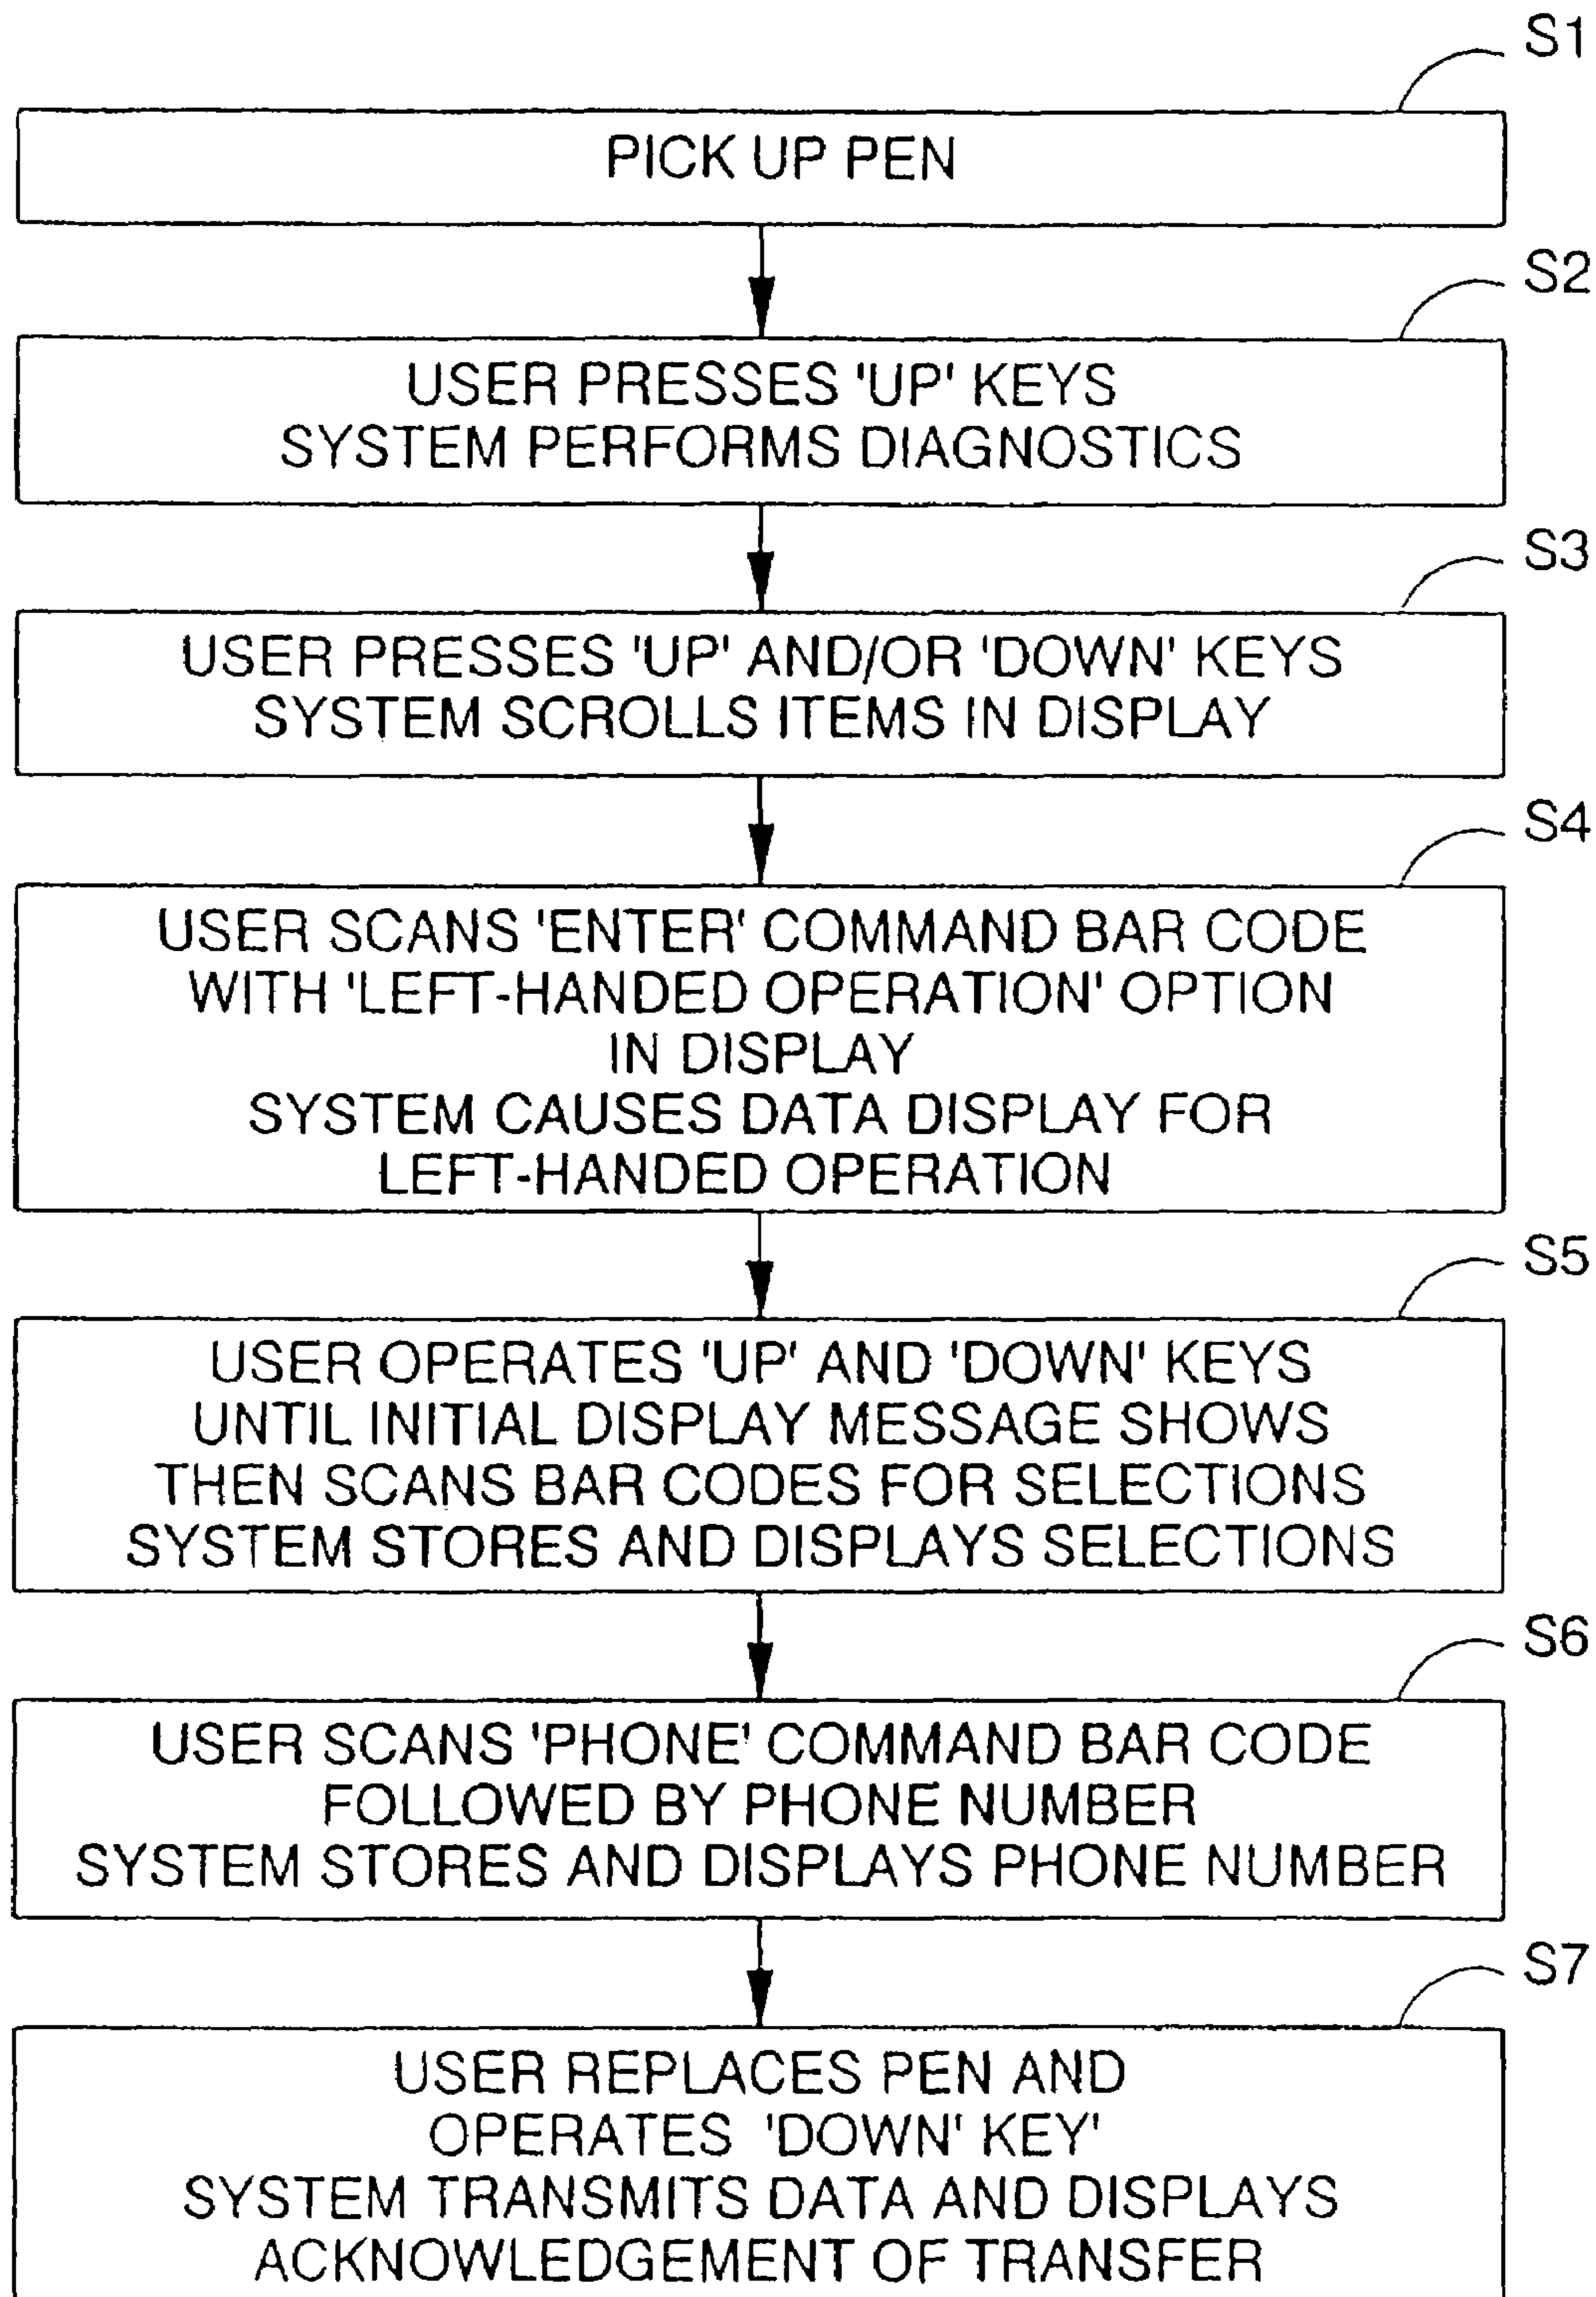 S1
PICK UP PEN
S2
USER PRESSES 'UP' KEYS
SYSTEM PERFORMS DIAGNOSTICS
S3
USER PRESSES 'UP' AND/OR 'DOWN' KEYS
SYSTEM SCROLLS ITEMS IN DISPLAY
S4
USER SCANS 'ENTER' COMMAND BAR CODE
WITH 'LEFT-HANDED OPERATION' OPTION
IN DISPLAY
SYSTEM CAUSES DATA DISPLAY FOR
LEFT-HANDED OPERATION
S5
USER OPERATES 'UP' AND 'DOWN' KEYS
UNTIL INITIAL DISPLAY MESSAGE SHOWS
THEN SCANS BAR CODES FOR SELECTIONS
SYSTEM STORES AND DISPLAYS SELECTIONS
S6
USER SCANS 'PHONE' COMMAND BAR CODE
FOLLOWED BY PHONE NUMBER
SYSTEM STORES AND DISPLAYS PHONE NUMBER
S7
USER REPLACES PEN AND
OPERATES 'DOWN' KEY'
SYSTEM TRANSMITS DATA AND DISPLAYS
ACKNOWLEDGEMENT OF TRANSFER